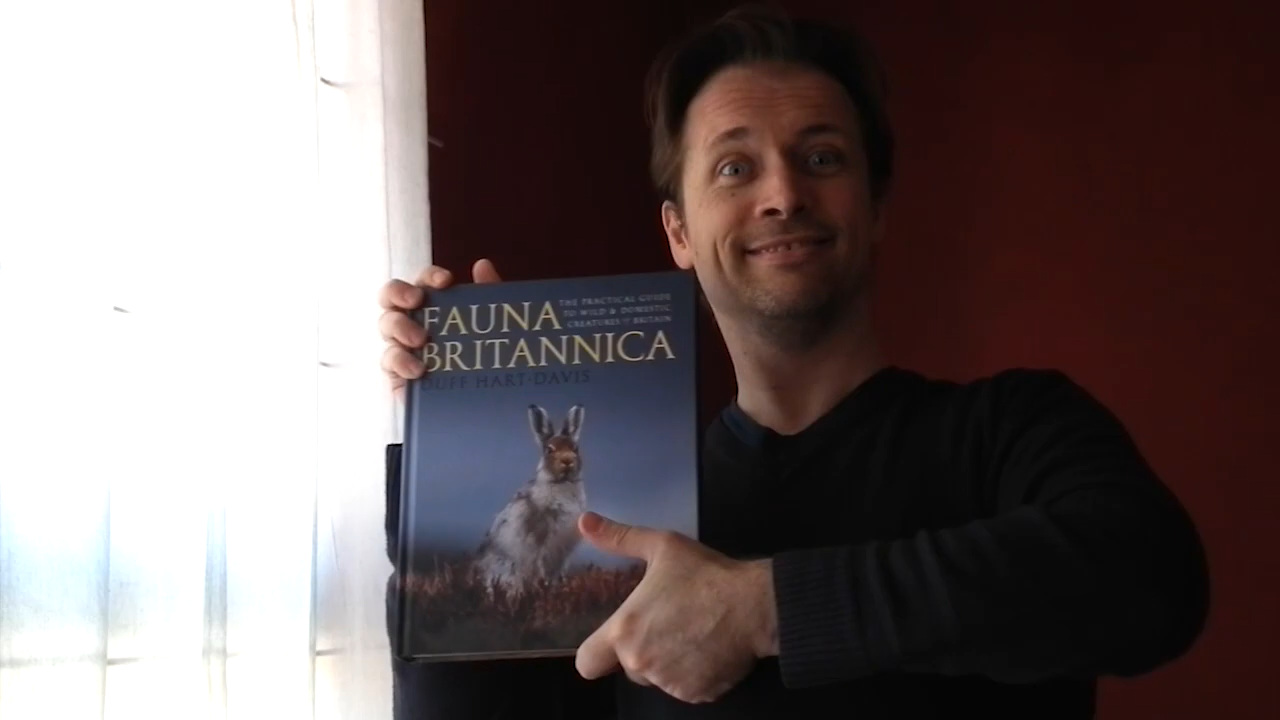 FAUNA
THE PRACTICAL GUIDE
TO WILD & DOMESTIC
CREATURES OF BRITAIN
BRITANNICA
DUFF HART-DAVIS